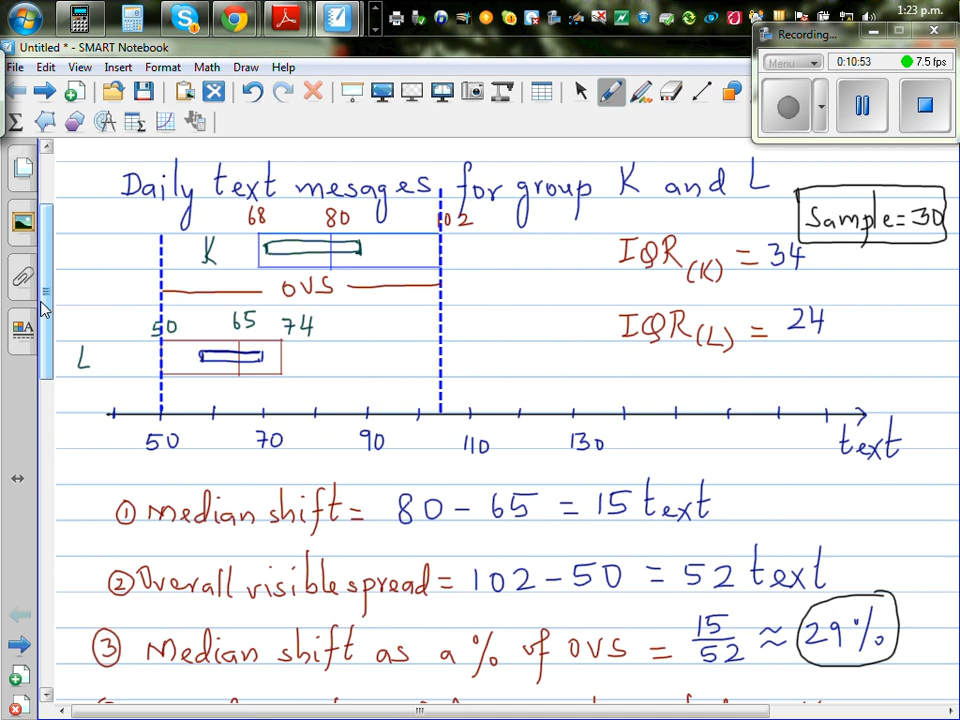 1:23 p.m.
Untitled * - SMART Notebook
Recording...
File Edit View Insert Format Math Draw Help
Menu
0:10:53
7.5 fps
Daily text mesages for group K and L
68 80 102
Sample=30
K
IQR(K) = 34
OVS
50 65 74
IQR(L) = 24
L
50 70 90 110 130
text
① Median shift = 80 - 65 = 15 text
② Overall visible spread = 102 - 50 = 52 text
③ Median shift as a % of OVS = 15/52 ≈ 29%